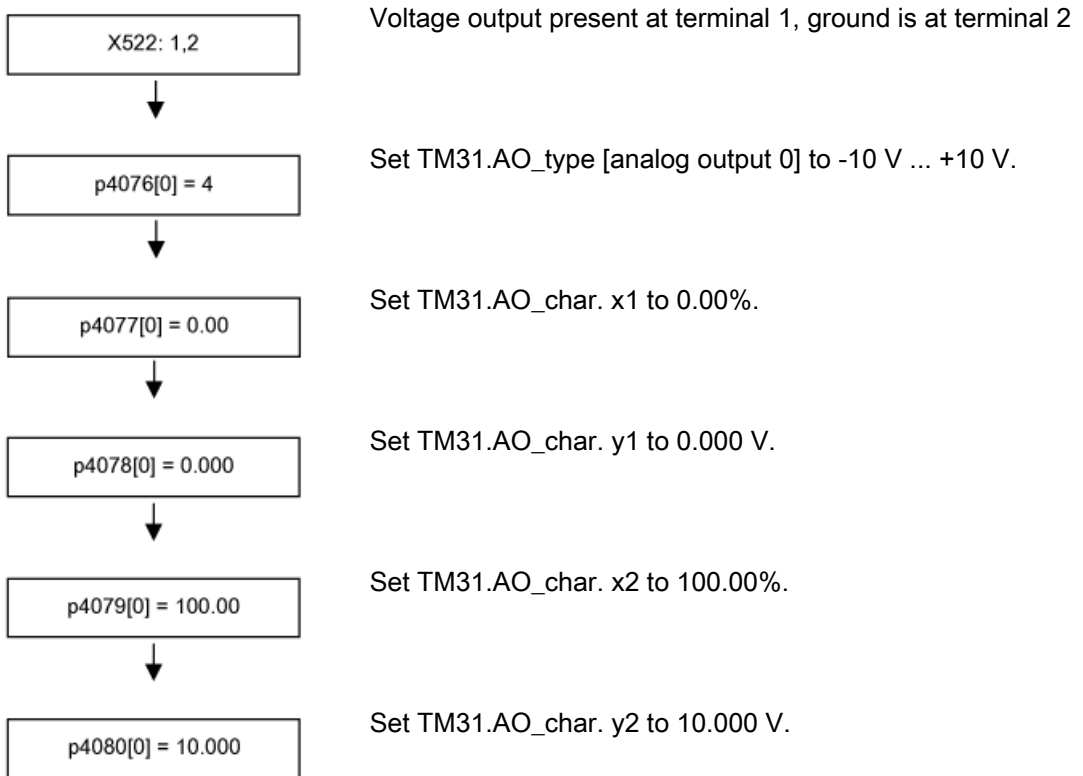 Voltage output present at terminal 1, ground is at terminal 2
X522: 1,2
Set TM31.AO_type [analog output 0] to -10 V ... +10 V.
p4076[0] = 4
Set TM31.AO_char. x1 to 0.00%.
p4077[0] = 0.00
Set TM31.AO_char. y1 to 0.000 V.
p4078[0] = 0.000
Set TM31.AO_char. x2 to 100.00%.
p4079[0] = 100.00
Set TM31.AO_char. y2 to 10.000 V.
p4080[0] = 10.000